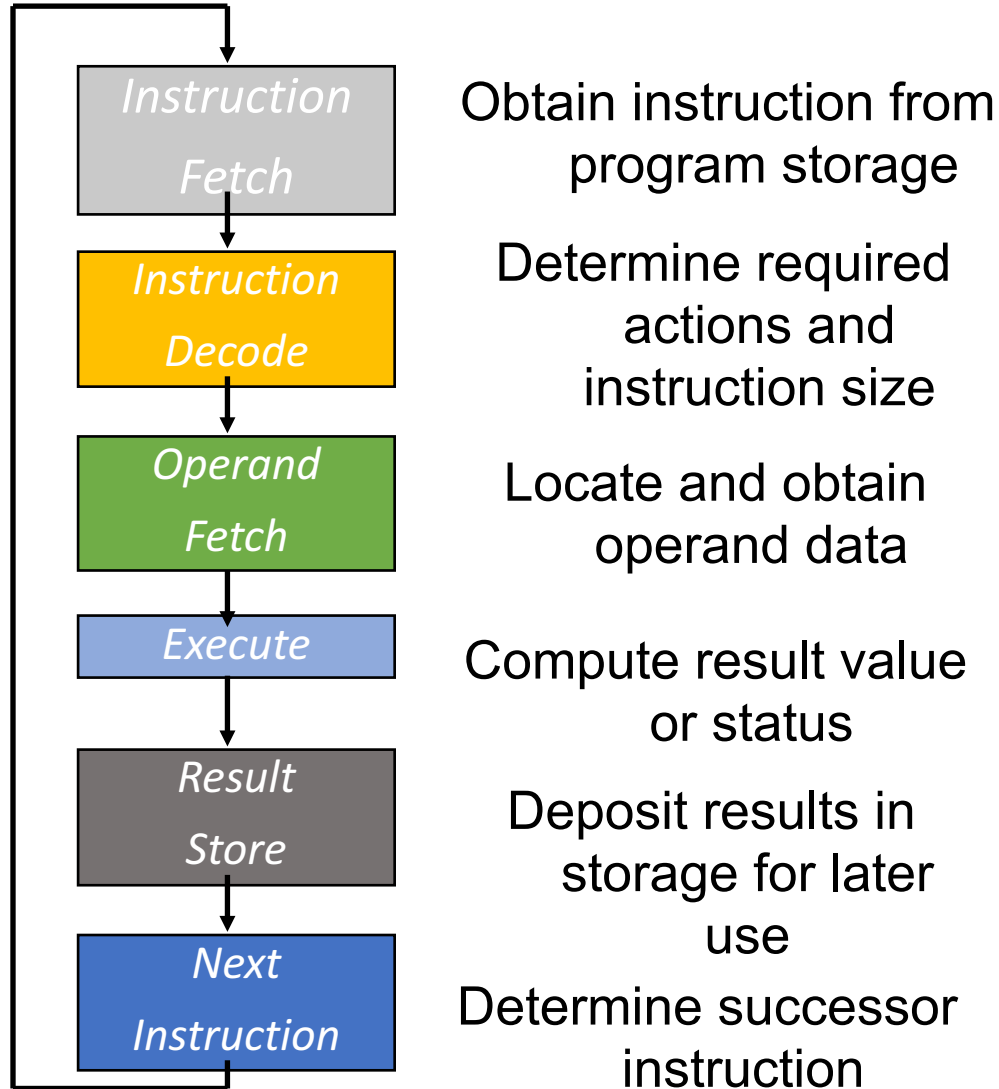 Instruction
Fetch
Obtain instruction from
program storage
Instruction
Decode
Determine required
actions and
instruction size
Operand
Fetch
Locate and obtain
operand data
Execute
Compute result value
or status
Result
Store
Deposit results in
storage for later
use
Next
Instruction
Determine successor
instruction